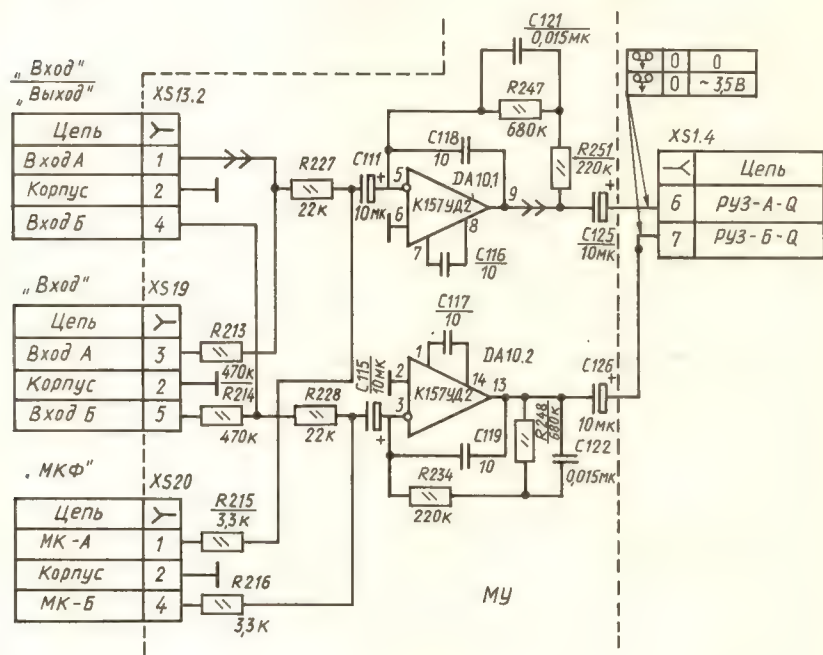 C121
0,015мк
R247
680к
0 0
0 ~3,5В
„Вход"
„Выход"
XS13.2
Цепь
Вход А 1
Корпус 2
Вход Б 4
R227
22к
C111
10мк
C118
10
5
6
DA10.1
К157УД2
9
7
8
C116
10
R251
220к
C125
10мк
XS1.4
Цепь
6 РУЗ-А-Q
7 РУЗ-Б-Q
„Вход"
XS19
Цепь
Вход А 3
Корпус 2
Вход Б 5
R213
470к
R214
470к
R228
22к
C115
10мк
C117
10
1
2
3
DA10.2
К157УД2
14
13
C119
10
R234
220к
R248
680к
C122
0,015мк
C126
10мк
„МКФ"
XS20
Цепь
МК-А 1
Корпус 2
МК-Б 4
R215
3,3к
R216
3,3к
МУ